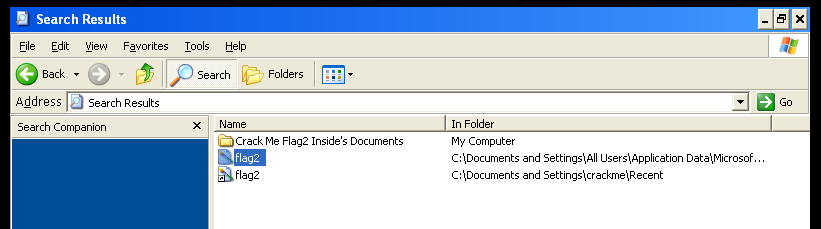 Search Results
File Edit View Favorites Tools Help
Back Search Folders
Address Search Results Go
Search Companion Name In Folder
Crack Me Flag2 Inside's Documents My Computer
flag2 C:\Documents and Settings\All Users\Application Data\Microsof...
flag2 C:\Documents and Settings\crackme\Recent